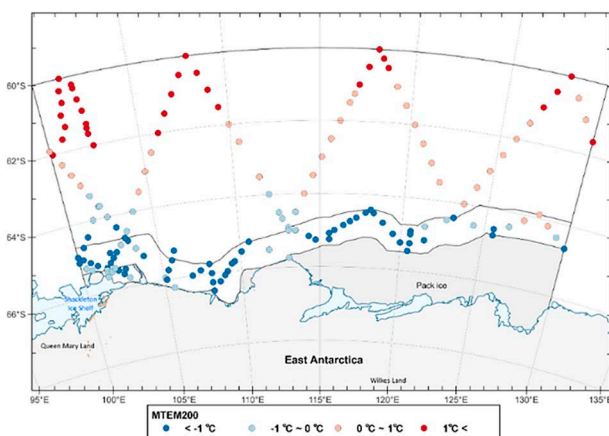 60°S
62°S
64°S
66°S
Shackleton
Ice Shelf
Pack Ice
Queen Mary Land
East Antarctica
Wilkes Land
95°E 100°E 105°E 110°E 115°E 120°E 125°E 130°E 135°E
MTEM200
< -1 ℃ -1 ℃ ~ 0 ℃ 0 ℃ ~ 1℃ 1℃ <